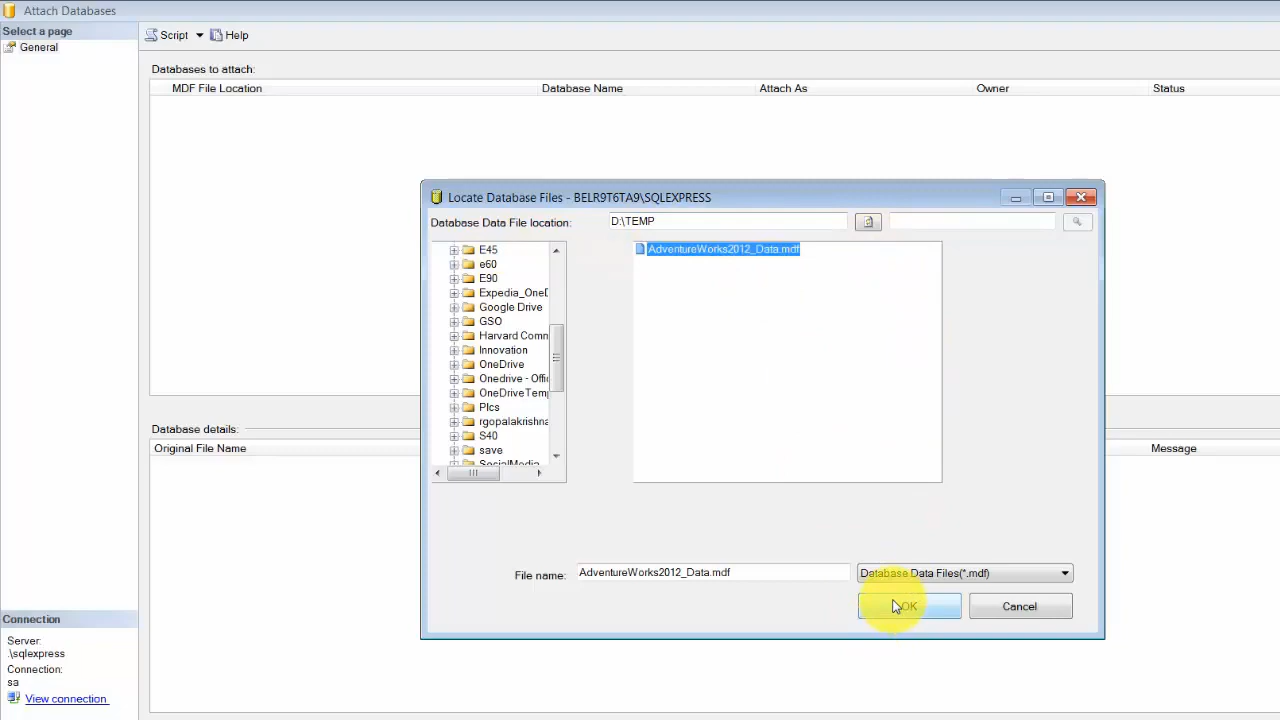 Attach Databases
Select a page
General
Script
Help
Databases to attach:
MDF File Location
Database Name
Attach As
Owner
Status
Locate Database Files - BELR9T6TA9\SQLEXPRESS
Database Data File location:
D:\TEMP
E45
e60
E90
Expedia_OneD
Google Drive
GSO
Harvard Comn
Innovation
OneDrive
Onedrive - Offi
OneDriveTemp
PIcs
rgopalakrishna
S40
save
SocialMedia
AdventureWorks2012_Data.mdf
File name:
AdventureWorks2012_Data.mdf
Database Data Files(*.mdf)
OK
Cancel
Database details:
Original File Name
Message
Connection
Server:
.\sqlexpress
Connection:
sa
View connection